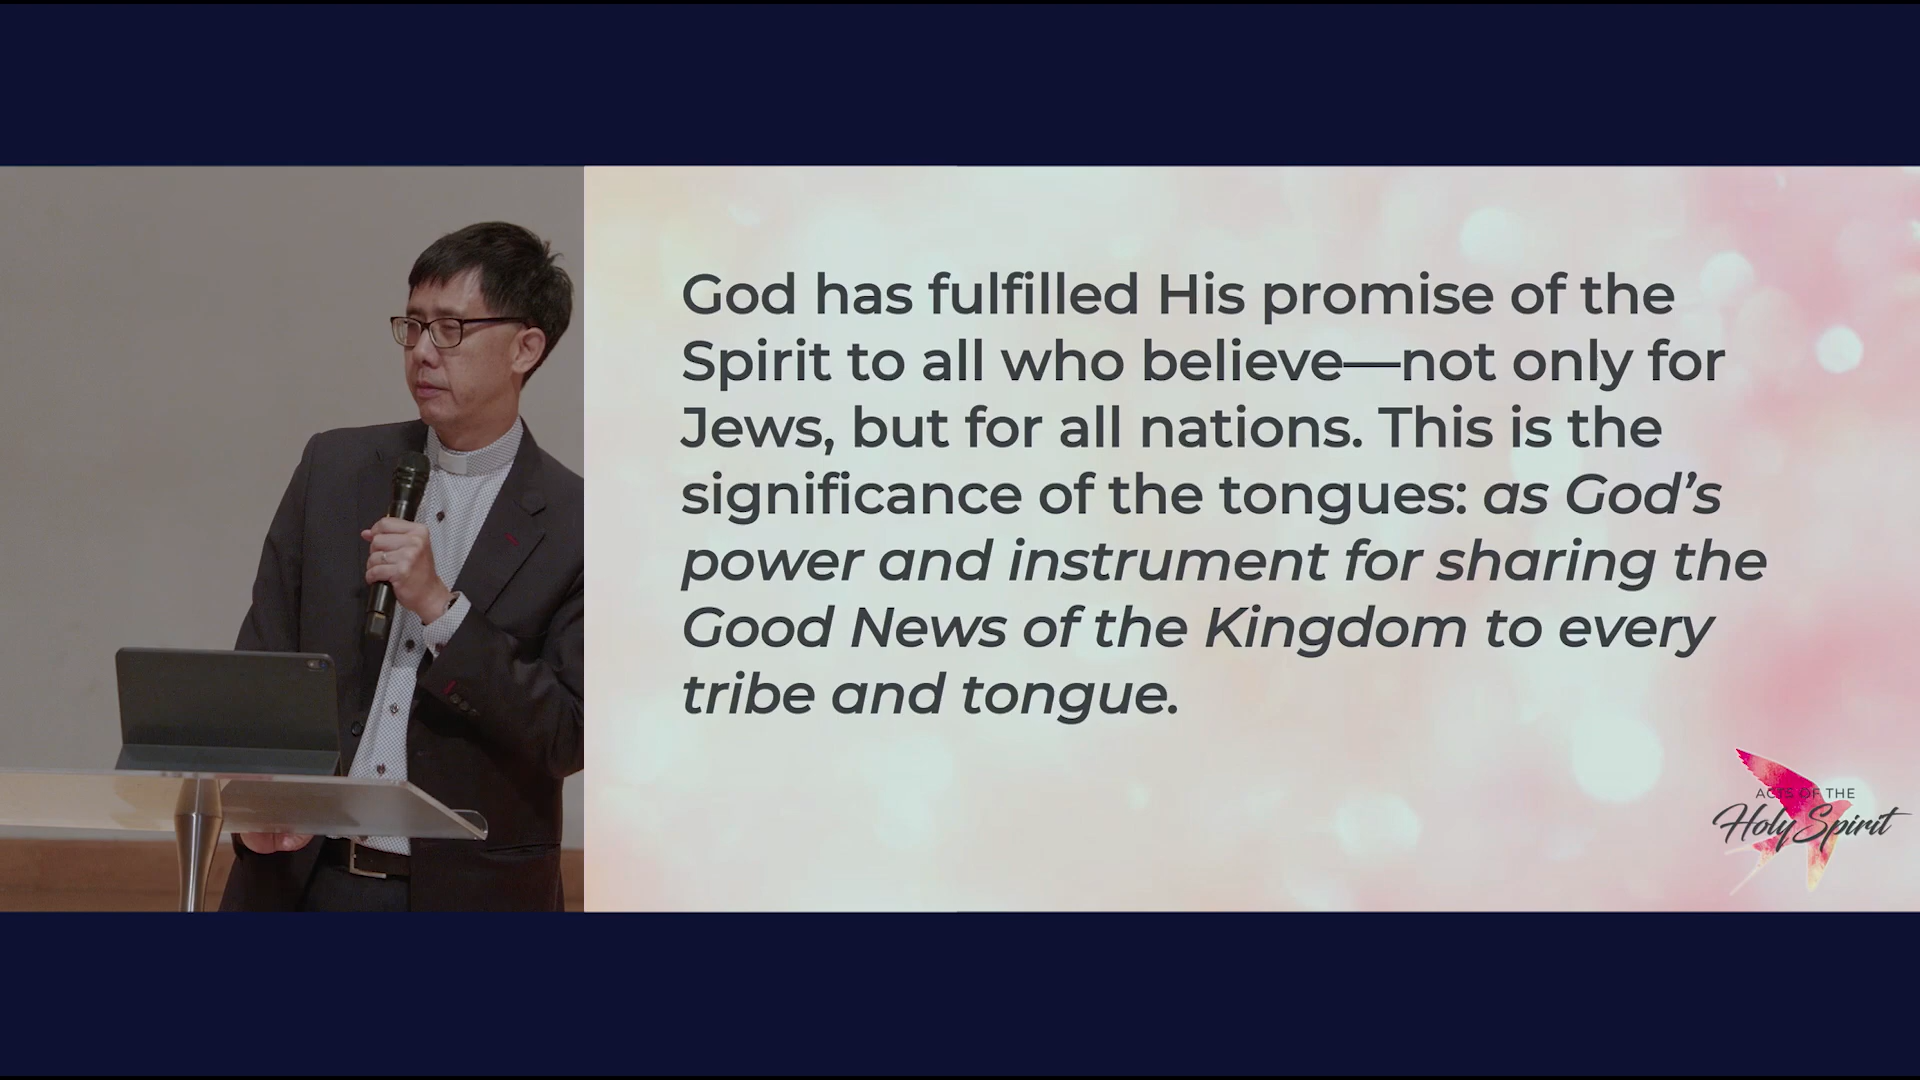 God has fulfilled His promise of the
Spirit to all who believe—not only for
Jews, but for all nations. This is the
significance of the tongues: as God's
power and instrument for sharing the
Good News of the Kingdom to every
tribe and tongue.
ACTS OF THE
Holy Spirit